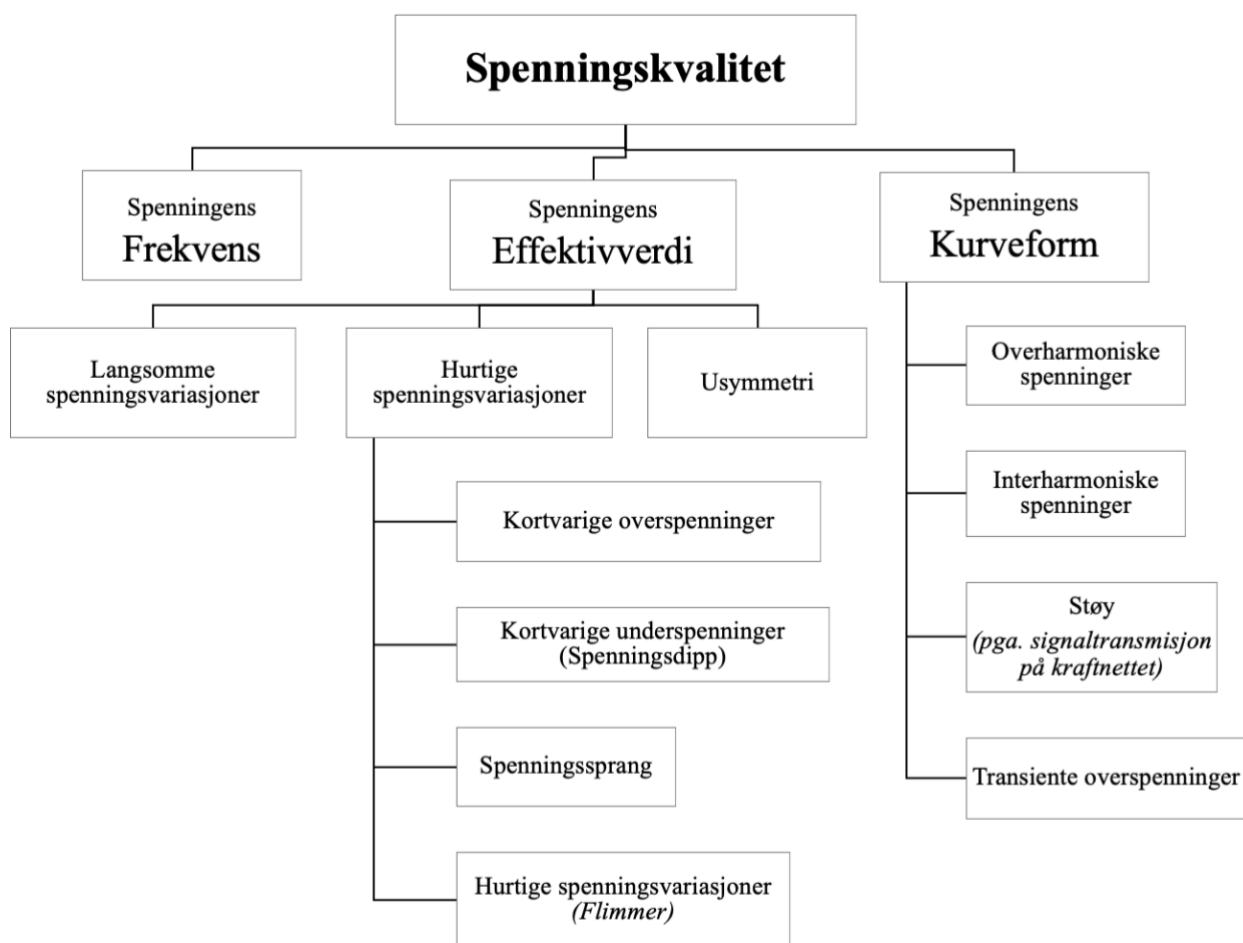 Spenningskvalitet
Spenningens
Frekvens
Spenningens
Effektivverdi
Spenningens
Kurveform
Langsomme
spenningsvariasjoner
Hurtige
spenningsvariasjoner
Usymmetri
Kortvarige overspenninger
Kortvarige underspenninger
(Spenningsdipp)
Spenningssprang
Hurtige spenningsvariasjoner
(Flimmer)
Overharmoniske
spenninger
Interharmoniske
spenninger
Støy
(pga. signaltransmisjon
på kraftnettet)
Transiente overspenninger